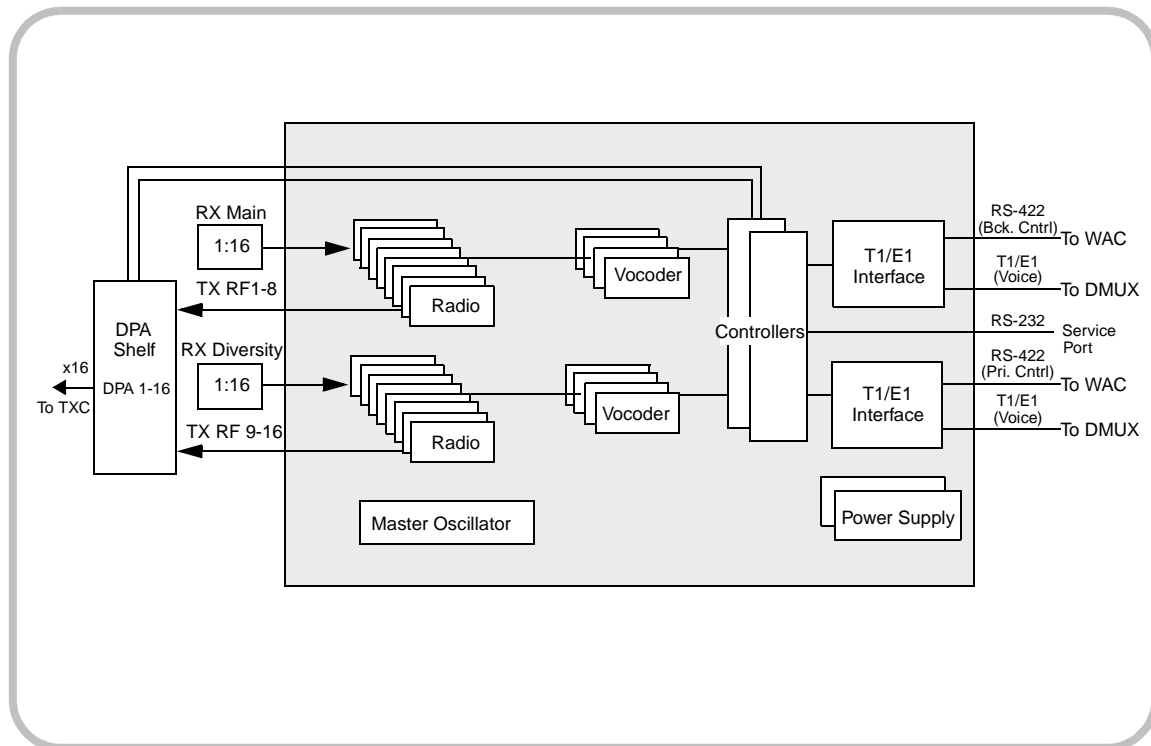 RX Main
1:16
TX RF1-8
DPA
Shelf
DPA 1-16
x16
To TXC
RX Diversity
1:16
TX RF 9-16
Radio
Radio
Vocoder
Vocoder
Controllers
T1/E1
Interface
T1/E1
Interface
RS-422
(Bck. Cntrl)
To WAC
T1/E1
(Voice)
To DMUX
RS-232
Service
Port
RS-422
(Pri. Cntrl)
To WAC
T1/E1
(Voice)
To DMUX
Master Oscillator
Power Supply